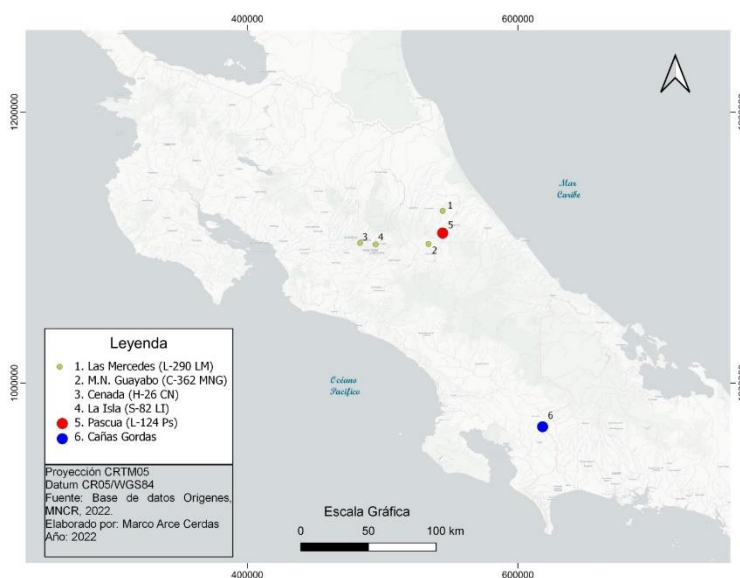 400000
600000
1200000
1200000
Mar
Caribe
1
5
3
4
2
Leyenda
1. Las Mercedes (L-290 LM)
2. M.N. Guayabo (C-362 MNG)
3. Cenada (H-26 CN)
4. La Isla (S-82 LI)
5. Pascua (L-124 Ps)
6. Cañas Gordas
Océano
Pacífico
1000000
1000000
6
Proyección CRTM05
Datum CR05/WGS84
Fuente: Base de datos Origenes,
MNCR, 2022.
Elaborado por: Marco Arce Cerdas
Año: 2022
Escala Gráfica
0 50 100 km
400000
600000